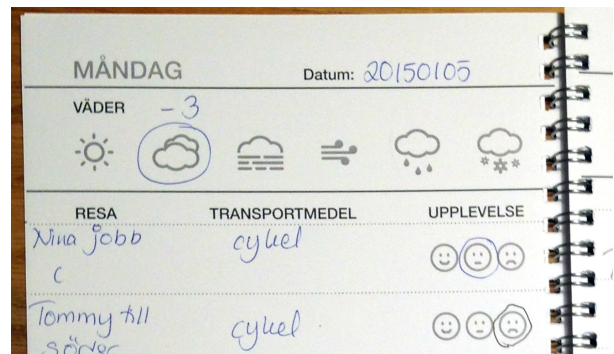 MÅNDAG Datum: 20150105
VÄDER -3
RESA TRANSPORTMEDEL UPPLEVELSE
Nina jobb cykel
C
Tommy till cykel
söder